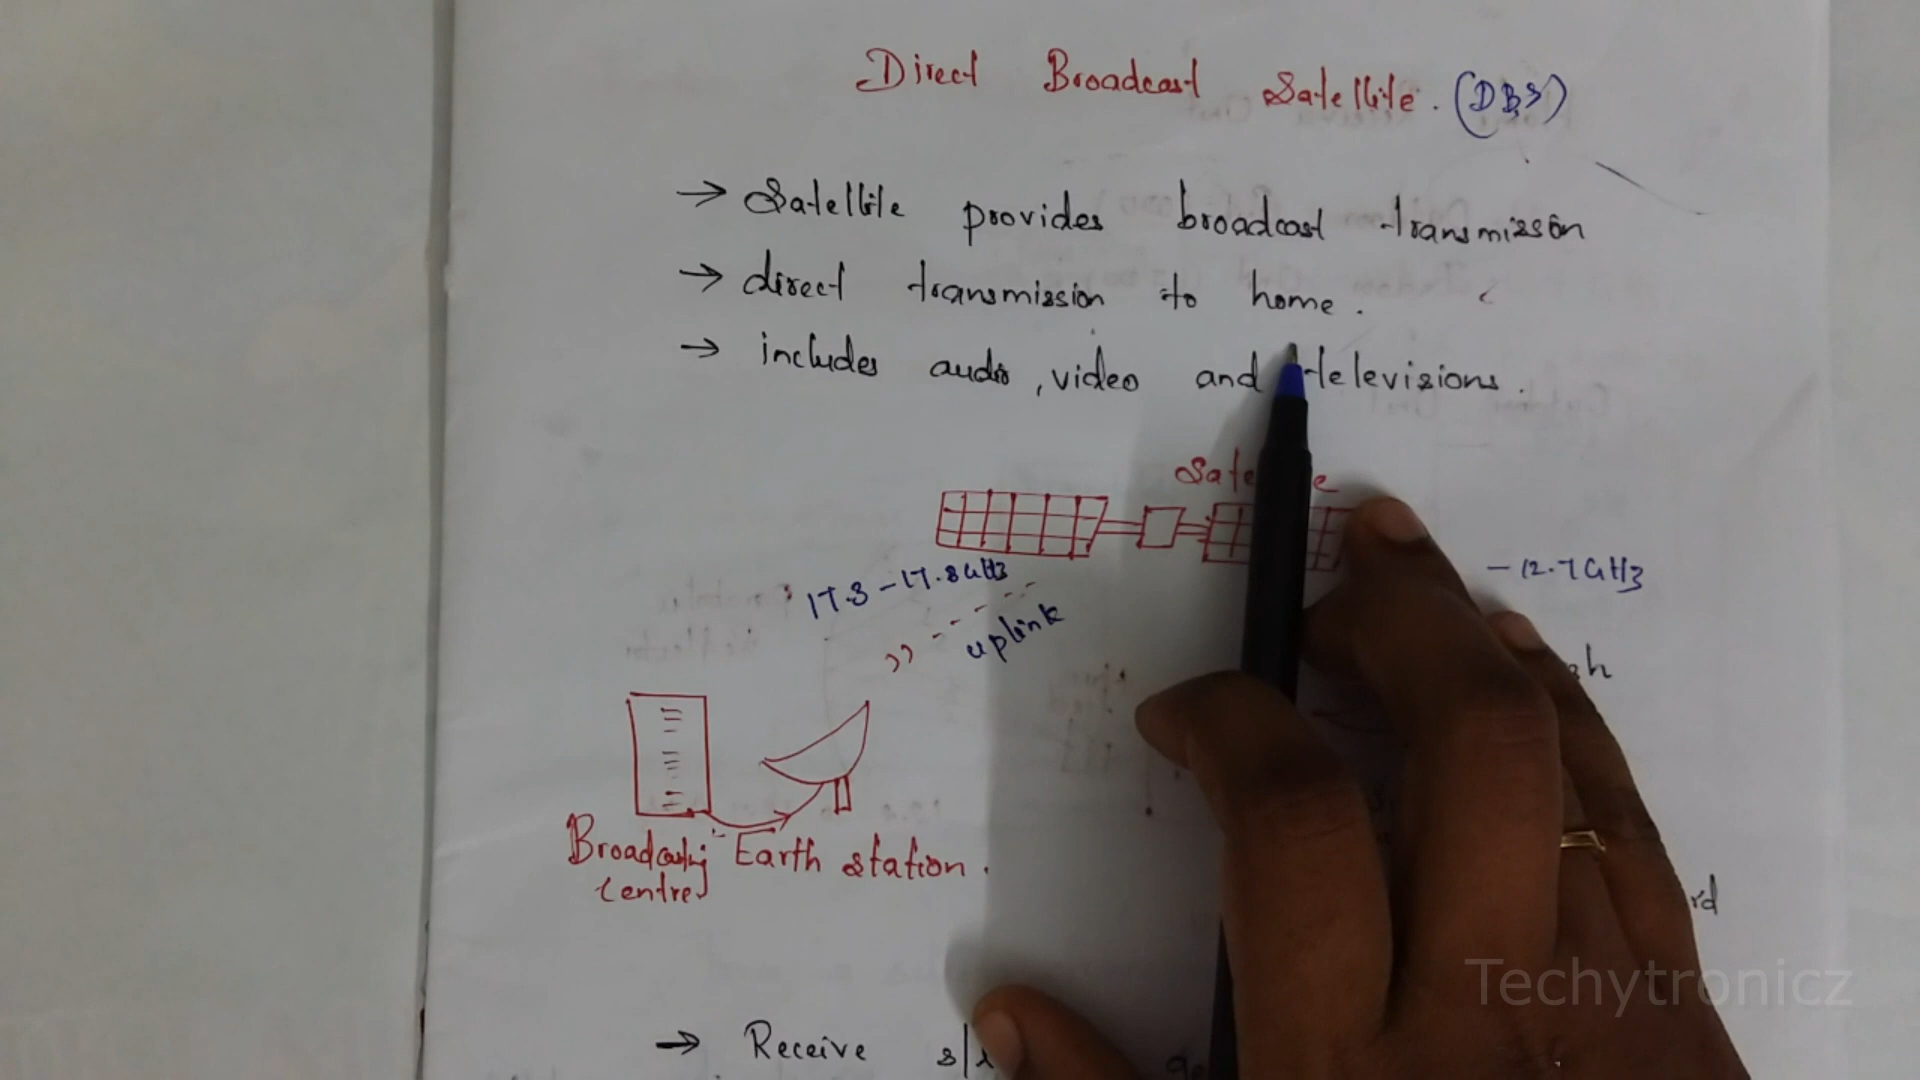 Direct Broadcast Satellite. (DBS)
→ Satellite provides broadcast transmission
→ direct transmission to home.
→ includes audio, video and televisions.
17.3 – 17.8 GHz
– 12.7 GHz
uplink
Broadcasting
centre
Earth station.
→ Receive
Techytronicz